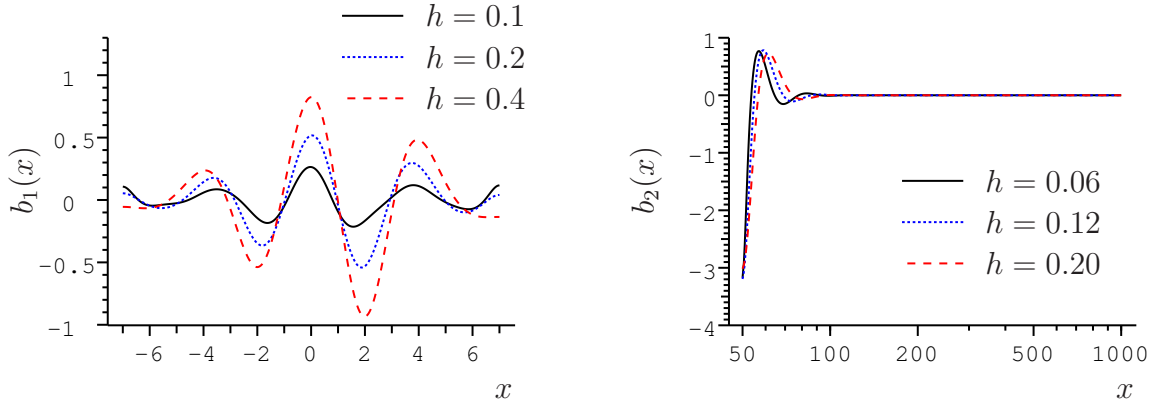 h = 0.1
h = 0.2
h = 0.4
1
0.5
0
-0.5
-1
b₁(x)
-6 -4 -2 0 2 4 6
x
1
0
-1
-2
-3
-4
b₂(x)
h = 0.06
h = 0.12
h = 0.20
50 100 200 500 1000
x